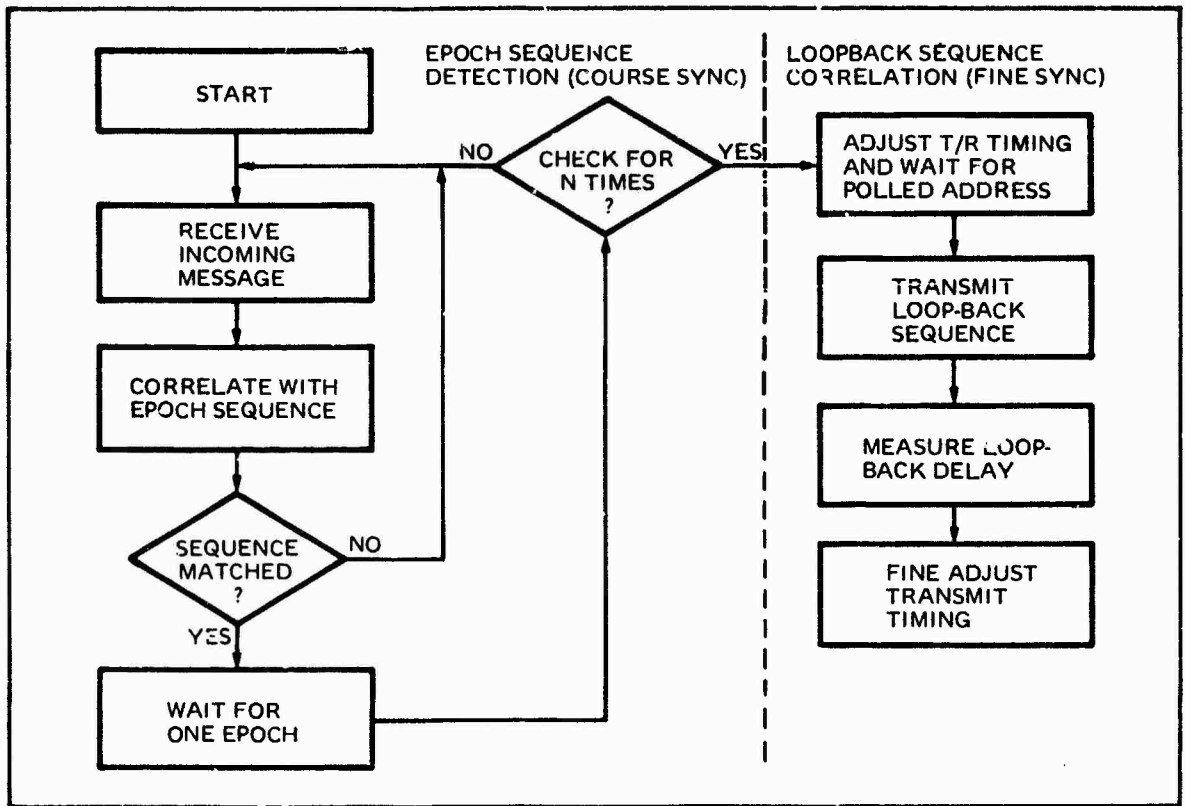 EPOCH SEQUENCE
DETECTION (COURSE SYNC)
LOOPBACK SEQUENCE
CORRELATION (FINE SYNC)
START
NO
CHECK FOR
N TIMES
?
YES
ADJUST T/R TIMING
AND WAIT FOR
POLLED ADDRESS
RECEIVE
INCOMING
MESSAGE
TRANSMIT
LOOP-BACK
SEQUENCE
CORRELATE WITH
EPOCH SEQUENCE
MEASURE LOOP-
BACK DELAY
SEQUENCE
MATCHED
?
NO
YES
FINE ADJUST
TRANSMIT
TIMING
WAIT FOR
ONE EPOCH